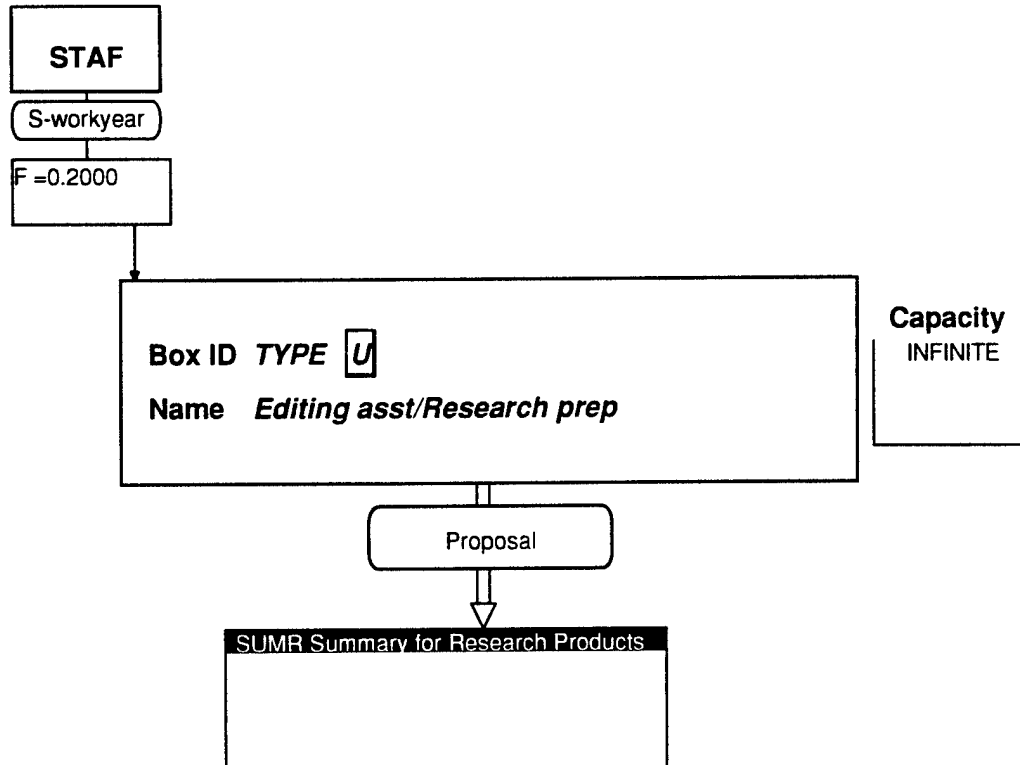 STAF
S-workyear
F =0.2000
Box ID TYPE U
Name Editing asst/Research prep
Capacity
INFINITE
Proposal
SUMR Summary for Research Products